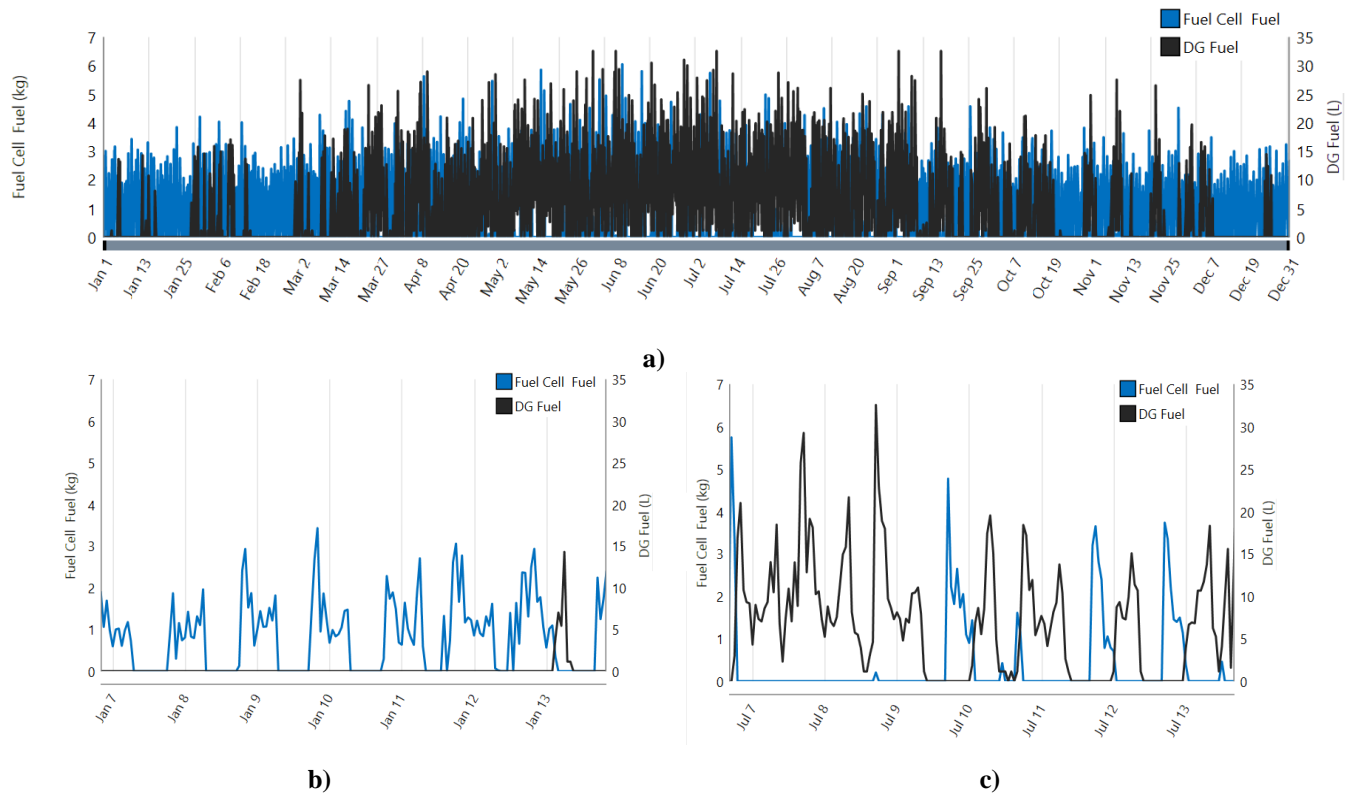 Fuel Cell Fuel
DG Fuel
Fuel Cell Fuel (kg)
7
6
5
4
3
2
1
0
35
30
25
20
15
10
5
0
DG Fuel (L)
Jan 1
Jan 13
Jan 25
Feb 6
Feb 18
Mar 2
Mar 14
Mar 27
Apr 8
Apr 20
May 2
May 14
May 26
Jun 8
Jun 20
Jul 2
Jul 14
Jul 26
Aug 7
Aug 20
Sep 1
Sep 13
Sep 25
Oct 7
Oct 19
Nov 1
Nov 13
Nov 25
Dec 7
Dec 19
Dec 31
a)
Fuel Cell Fuel
DG Fuel
Fuel Cell Fuel (kg)
7
6
5
4
3
2
1
0
35
30
25
20
15
10
5
0
DG Fuel (L)
Jan 7
Jan 8
Jan 9
Jan 10
Jan 11
Jan 12
Jan 13
b)
Fuel Cell Fuel
DG Fuel
Fuel Cell Fuel (kg)
7
6
5
4
3
2
1
0
35
30
25
20
15
10
5
0
DG Fuel (L)
Jul 7
Jul 8
Jul 9
Jul 10
Jul 11
Jul 12
Jul 13
c)